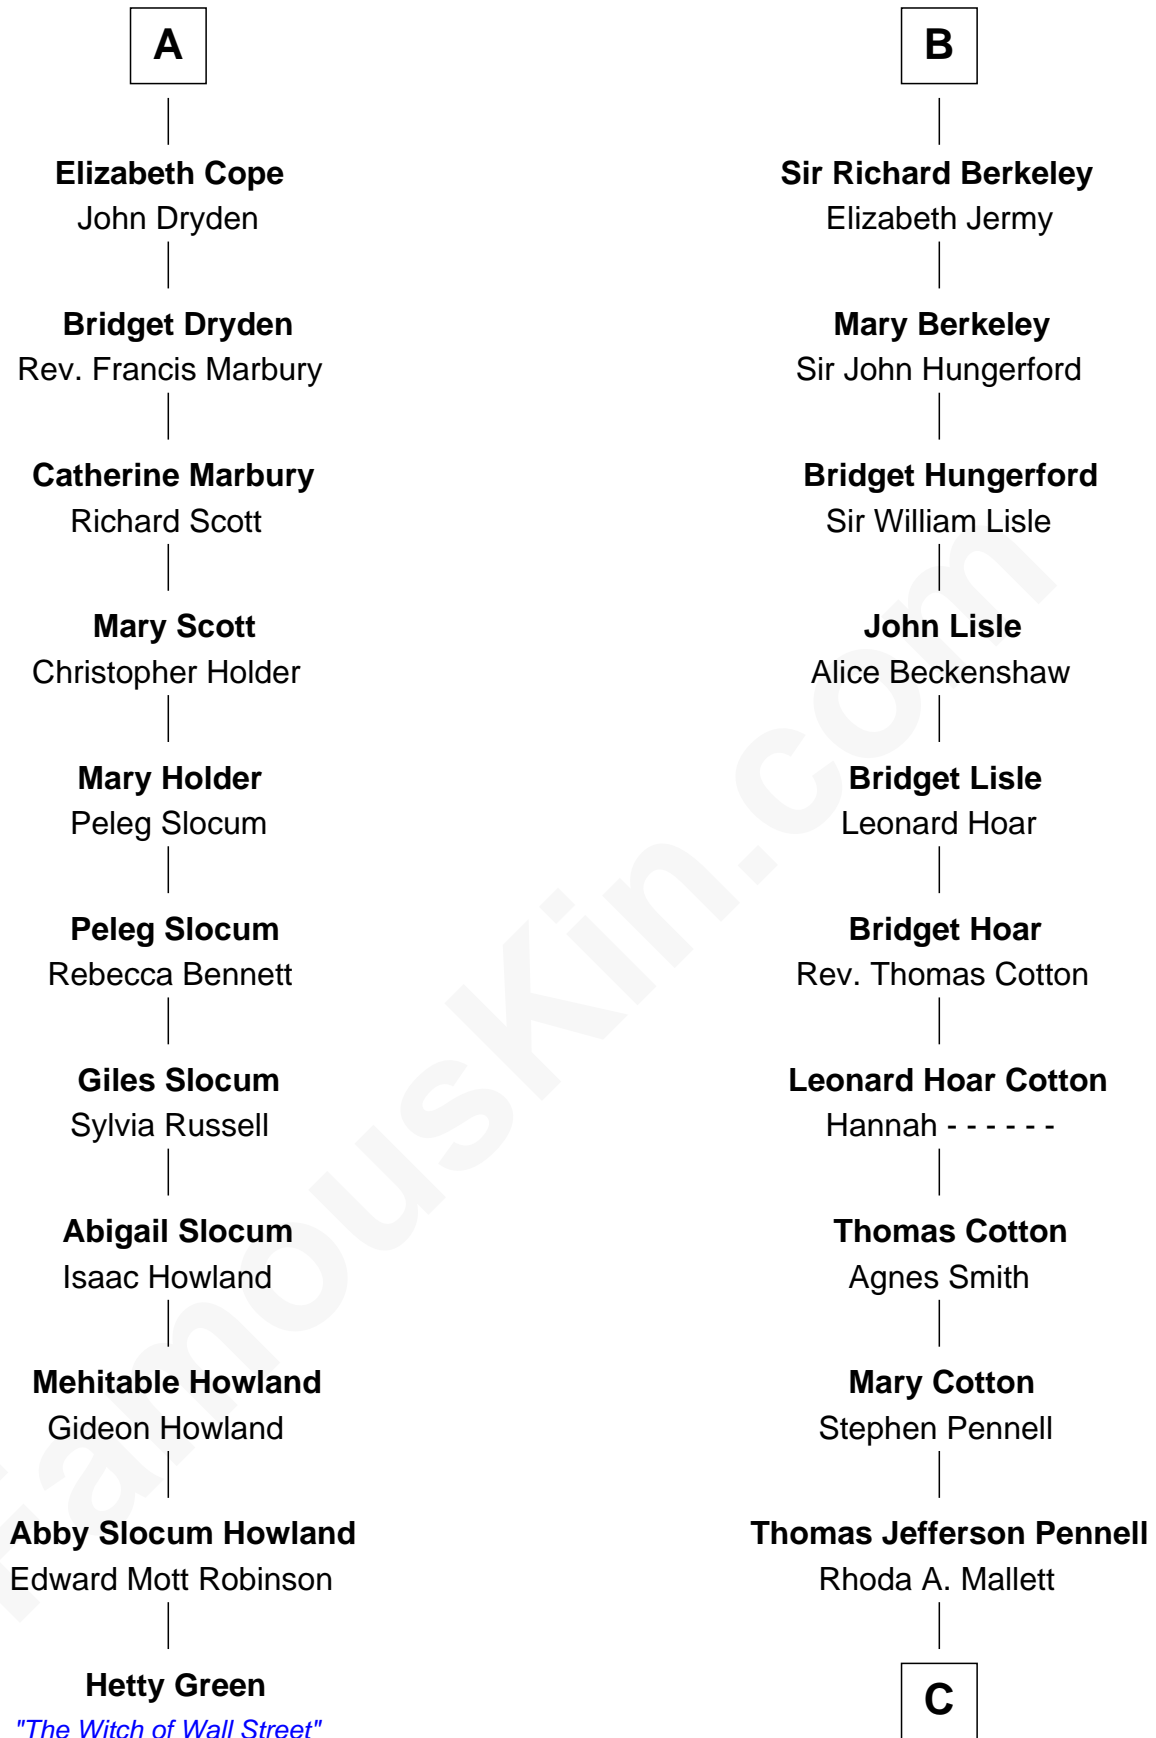 A
Elizabeth Cope
John Dryden
Bridget Dryden
Rev. Francis Marbury
Catherine Marbury
Richard Scott
Mary Scott
Christopher Holder
Mary Holder
Peleg Slocum
Peleg Slocum
Rebecca Bennett
Giles Slocum
Sylvia Russell
Abigail Slocum
Isaac Howland
Mehitable Howland
Gideon Howland
Abby Slocum Howland
Edward Mott Robinson
Hetty Green
"The Witch of Wall Street"
B
Sir Richard Berkeley
Elizabeth Jermy
Mary Berkeley
Sir John Hungerford
Bridget Hungerford
Sir William Lisle
John Lisle
Alice Beckenshaw
Bridget Lisle
Leonard Hoar
Bridget Hoar
Rev. Thomas Cotton
Leonard Hoar Cotton
Hannah - - - - - -
Thomas Cotton
Agnes Smith
Mary Cotton
Stephen Pennell
Thomas Jefferson Pennell
Rhoda A. Mallett
C
FamousKin.com